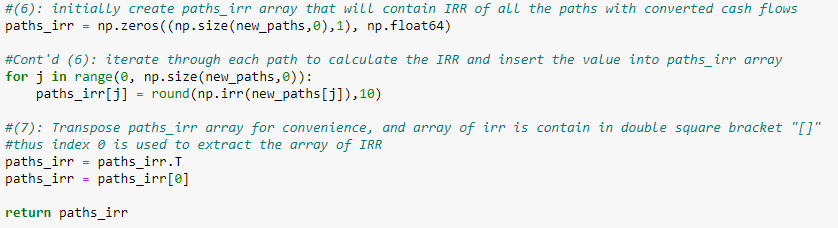 #(6): initially create paths_irr array that will contain IRR of all the paths with converted cash flows
paths_irr = np.zeros((np.size(new_paths,0),1), np.float64)
#Cont'd (6): iterate through each path to calculate the IRR and insert the value into paths_irr array
for j in range(0, np.size(new_paths,0)):
    paths_irr[j] = round(np.irr(new_paths[j]),10)
#(7): Transpose paths_irr array for convenience, and array of irr is contain in double square bracket "[]"
#thus index 0 is used to extract the array of IRR
paths_irr = paths_irr.T
paths_irr = paths_irr[0]
return paths_irr